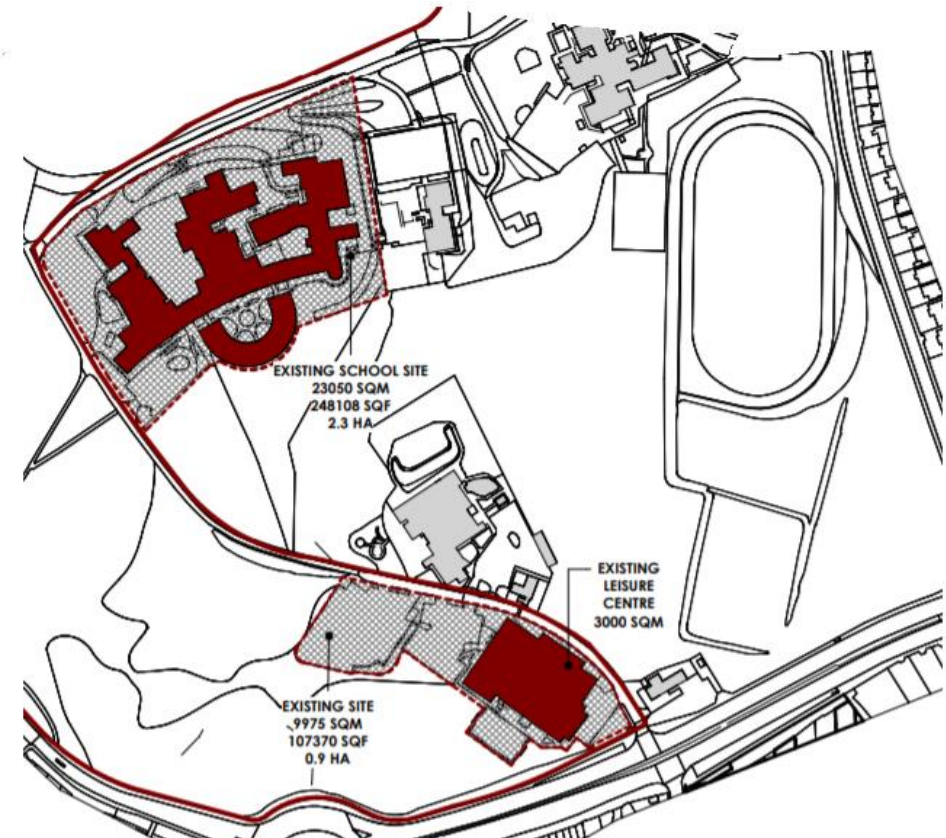 EXISTING SCHOOL SITE
23050 SQM
248108 SQF
2.3 HA
EXISTING
LEISURE
CENTRE
3000 SQM
EXISTING SITE
9975 SQM
107370 SQF
0.9 HA